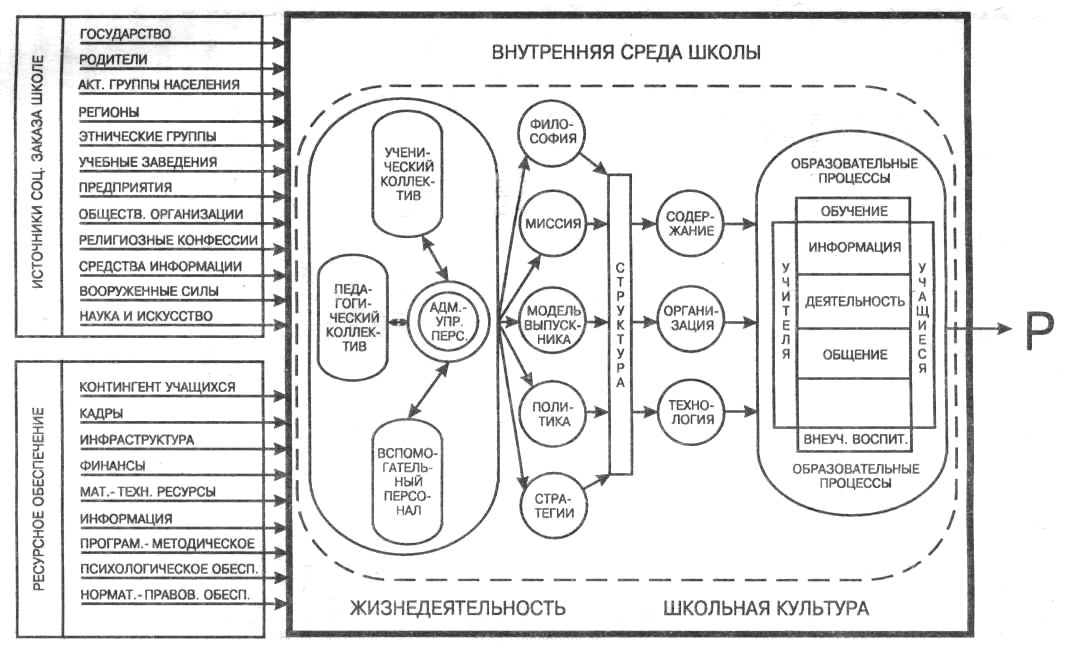 ИСТОЧНИКИ СОЦ. ЗАКАЗА ШКОЛЕ
ГОСУДАРСТВО
РОДИТЕЛИ
АКТ. ГРУППЫ НАСЕЛЕНИЯ
РЕГИОНЫ
ЭТНИЧЕСКИЕ ГРУППЫ
УЧЕБНЫЕ ЗАВЕДЕНИЯ
ПРЕДПРИЯТИЯ
ОБЩЕСТВ. ОРГАНИЗАЦИИ
РЕЛИГИОЗНЫЕ КОНФЕССИИ
СРЕДСТВА ИНФОРМАЦИИ
ВООРУЖЕННЫЕ СИЛЫ
НАУКА И ИСКУССТВО
РЕСУРСНОЕ ОБЕСПЕЧЕНИЕ
КОНТИНГЕНТ УЧАЩИХСЯ
КАДРЫ
ИНФРАСТРУКТУРА
ФИНАНСЫ
МАТ.- ТЕХН. РЕСУРСЫ
ИНФОРМАЦИЯ
ПРОГРАМ.- МЕТОДИЧЕСКОЕ
ПСИХОЛОГИЧЕСКОЕ ОБЕСП.
НОРМАТ.- ПРАВОВ. ОБЕСП.
ВНУТРЕННЯЯ СРЕДА ШКОЛЫ
УЧЕНИ-
ЧЕСКИЙ
КОЛЛЕК-
ТИВ
ПЕДА-
ГОГИ-
ЧЕСКИЙ
КОЛЛЕК-
ТИВ
АДМ.-
УПР.
ПЕРС.
ВСПОМО-
ГАТЕЛЬ-
НЫЙ
ПЕРСО-
НАЛ
ФИЛО-
СОФИЯ
МИССИЯ
МОДЕЛЬ
ВЫПУСК-
НИКА
ПОЛИ-
ТИКА
СТРА-
ТЕГИИ
СТРУКТУРА
СОДЕР-
ЖАНИЕ
ОРГАНИ-
ЗАЦИЯ
ТЕХНО-
ЛОГИЯ
ОБРАЗОВАТЕЛЬНЫЕ
ПРОЦЕССЫ
ОБУЧЕНИЕ
УЧИТЕЛЯ
ИНФОРМАЦИЯ
ДЕЯТЕЛЬНОСТЬ
ОБЩЕНИЕ
УЧАЩИЕСЯ
ВНЕУЧ. ВОСПИТ.
ОБРАЗОВАТЕЛЬНЫЕ
ПРОЦЕССЫ
Р
ЖИЗНЕДЕЯТЕЛЬНОСТЬ
ШКОЛЬНАЯ КУЛЬТУРА